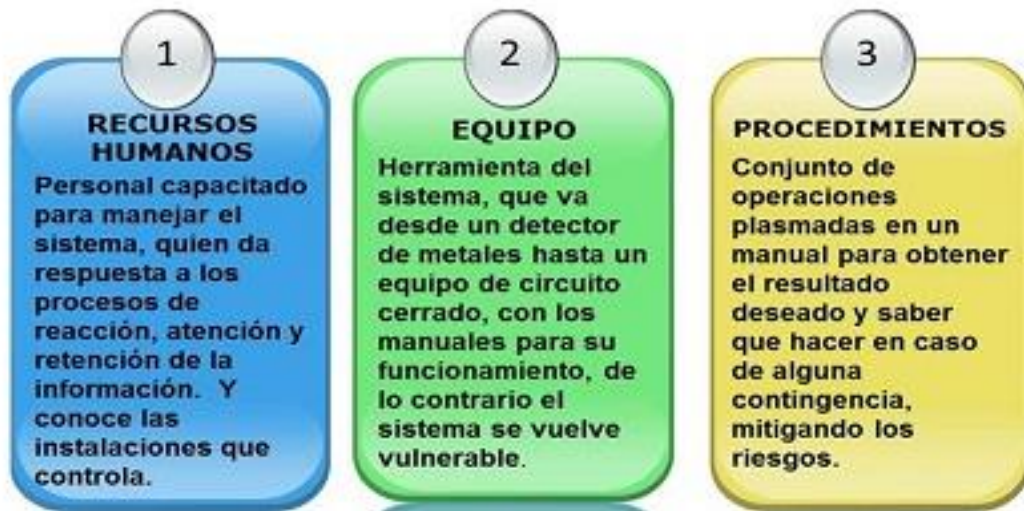 1
RECURSOS
HUMANOS
Personal capacitado
para manejar el
sistema, quien da
respuesta a los
procesos de
reacción, atención y
retención de la
información. Y
conoce las
instalaciones que
controla.
2
EQUIPO
Herramienta del
sistema, que va
desde un detector
de metales hasta un
equipo de circuito
cerrado, con los
manuales para su
funcionamiento, de
lo contrario el
sistema se vuelve
vulnerable.
3
PROCEDIMIENTOS
Conjunto de
operaciones
plasmadas en un
manual para obtener
el resultado
deseado y saber
que hacer en caso
de alguna
contingencia,
mitigando los
riesgos.